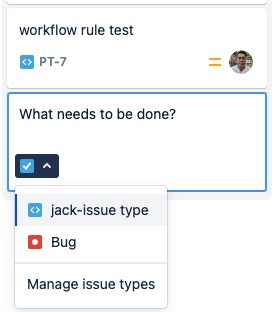 workflow rule test
PT-7
What needs to be done?
jack-issue type
Bug
Manage issue types